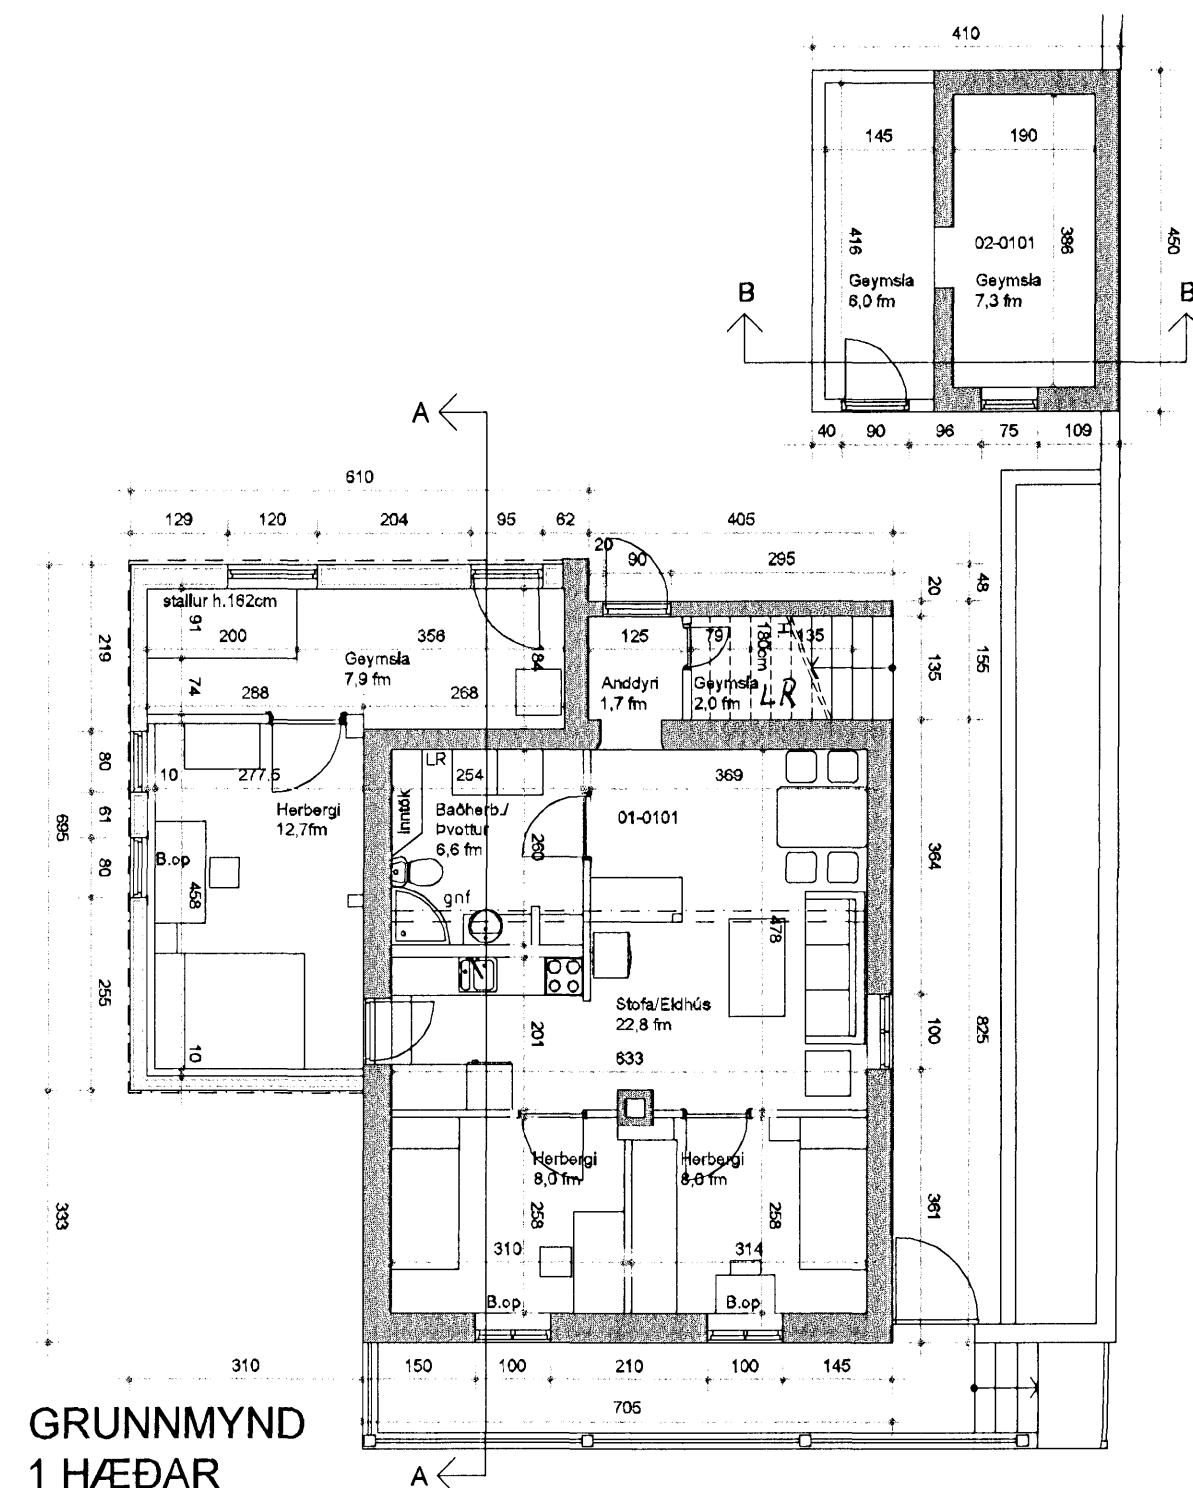 410
145
190
416
386
450
02-0101
Geymsla
6,0 fm
Geymsla
7,3 fm
B
B
A
40 90 96 75 109
610
129 120 204 95 62
405
20
90
295
20
48
stallur h.162cm
91
200
356
184
125
79
H.
180cm
135
135
155
219
Geymsla
7,9 fm
74
288
268
Anddyri
1,7 fm
Geymsla
2,0 fm
LR
80
10
277.5
LR
254
369
Herbergi
12,7fm
Inntök
Baðherb./
Þvottur
6,6 fm
260
01-0101
61
695
B.op
80
458
364
gnf
478
255
Stofa/Eldhús
22,8 fm
201
633
100
825
10
Herbergi
8,0 fm
Herbergi
8,0 fm
333
258
258
361
310
314
B.op
B.op
310 150 100 210 100 145
705
GRUNNMYND
1 HÆÐAR
A